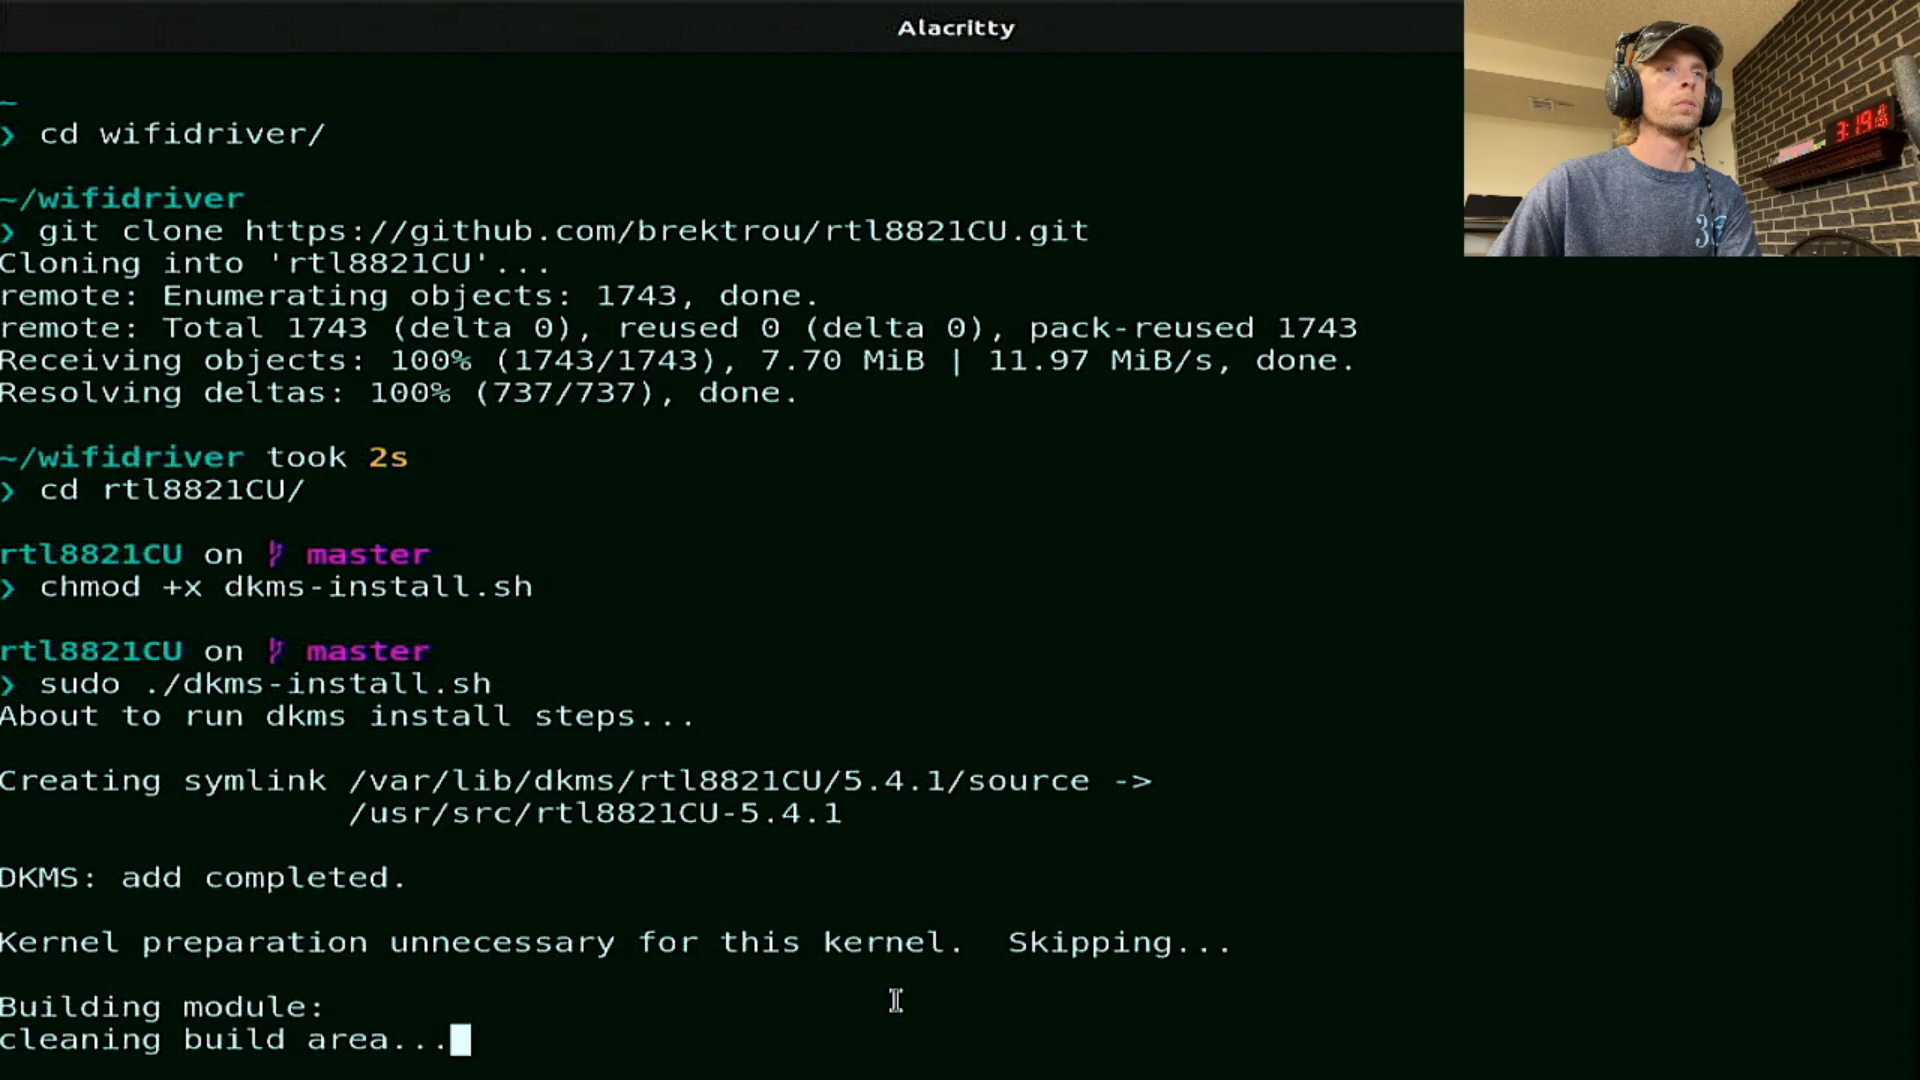 Alacritty
~
❯ cd wifidriver/
~/wifidriver
❯ git clone https://github.com/brektrou/rtl8821CU.git
Cloning into 'rtl8821CU'...
remote: Enumerating objects: 1743, done.
remote: Total 1743 (delta 0), reused 0 (delta 0), pack-reused 1743
Receiving objects: 100% (1743/1743), 7.70 MiB | 11.97 MiB/s, done.
Resolving deltas: 100% (737/737), done.
~/wifidriver took 2s
❯ cd rtl8821CU/
rtl8821CU on master
❯ chmod +x dkms-install.sh
rtl8821CU on master
❯ sudo ./dkms-install.sh
About to run dkms install steps...
Creating symlink /var/lib/dkms/rtl8821CU/5.4.1/source ->
/usr/src/rtl8821CU-5.4.1
DKMS: add completed.
Kernel preparation unnecessary for this kernel.  Skipping...
Building module:
cleaning build area...